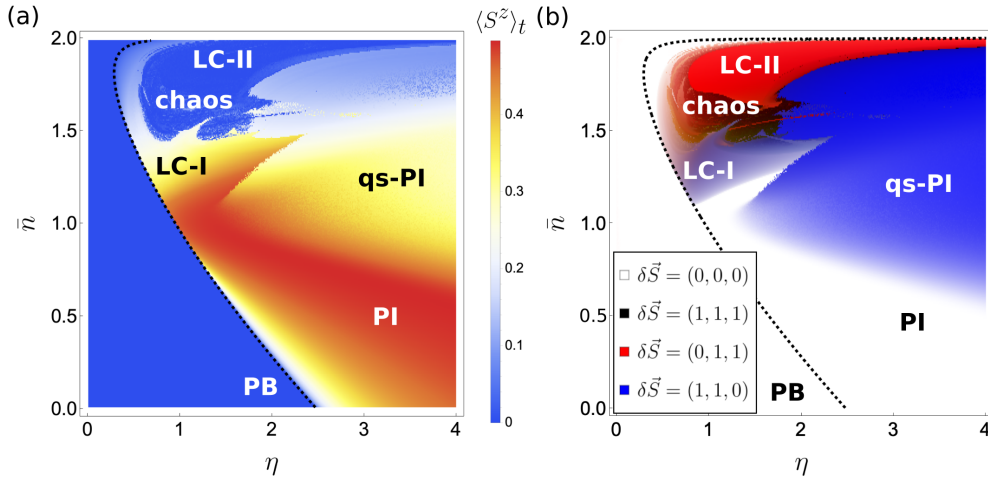 (a)
⟨S^z⟩_t
(b)
2.0
1.5
1.0
0.5
0.0
n̄
LC-II
chaos
LC-I
qs-PI
PI
PB
0
1
2
3
4
η
0.4
0.3
0.2
0.1
0
2.0
1.5
1.0
0.5
0.0
n̄
LC-II
chaos
LC-I
qs-PI
PI
PB
δS⃗ = (0, 0, 0)
δS⃗ = (1, 1, 1)
δS⃗ = (0, 1, 1)
δS⃗ = (1, 1, 0)
0
1
2
3
4
η